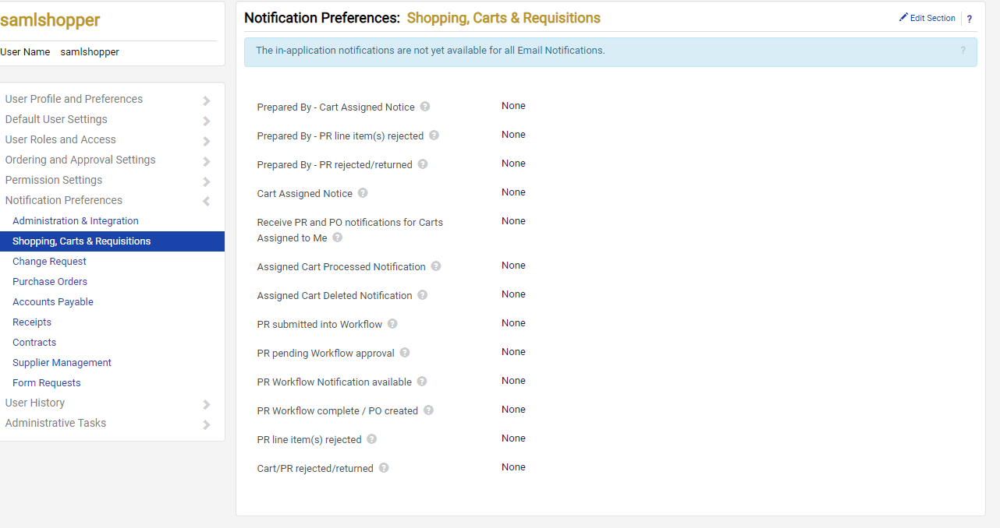 samlshopper
User Name samlshopper
User Profile and Preferences
Default User Settings
User Roles and Access
Ordering and Approval Settings
Permission Settings
Notification Preferences
Administration & Integration
Shopping, Carts & Requisitions
Change Request
Purchase Orders
Accounts Payable
Receipts
Contracts
Supplier Management
Form Requests
User History
Administrative Tasks
Notification Preferences: Shopping, Carts & Requisitions
Edit Section ?
The in-application notifications are not yet available for all Email Notifications. ?
Prepared By - Cart Assigned Notice ? None
Prepared By - PR line item(s) rejected ? None
Prepared By - PR rejected/returned ? None
Cart Assigned Notice ? None
Receive PR and PO notifications for Carts None
Assigned to Me ?
Assigned Cart Processed Notification ? None
Assigned Cart Deleted Notification ? None
PR submitted into Workflow ? None
PR pending Workflow approval ? None
PR Workflow Notification available ? None
PR Workflow complete / PO created ? None
PR line item(s) rejected ? None
Cart/PR rejected/returned ? None